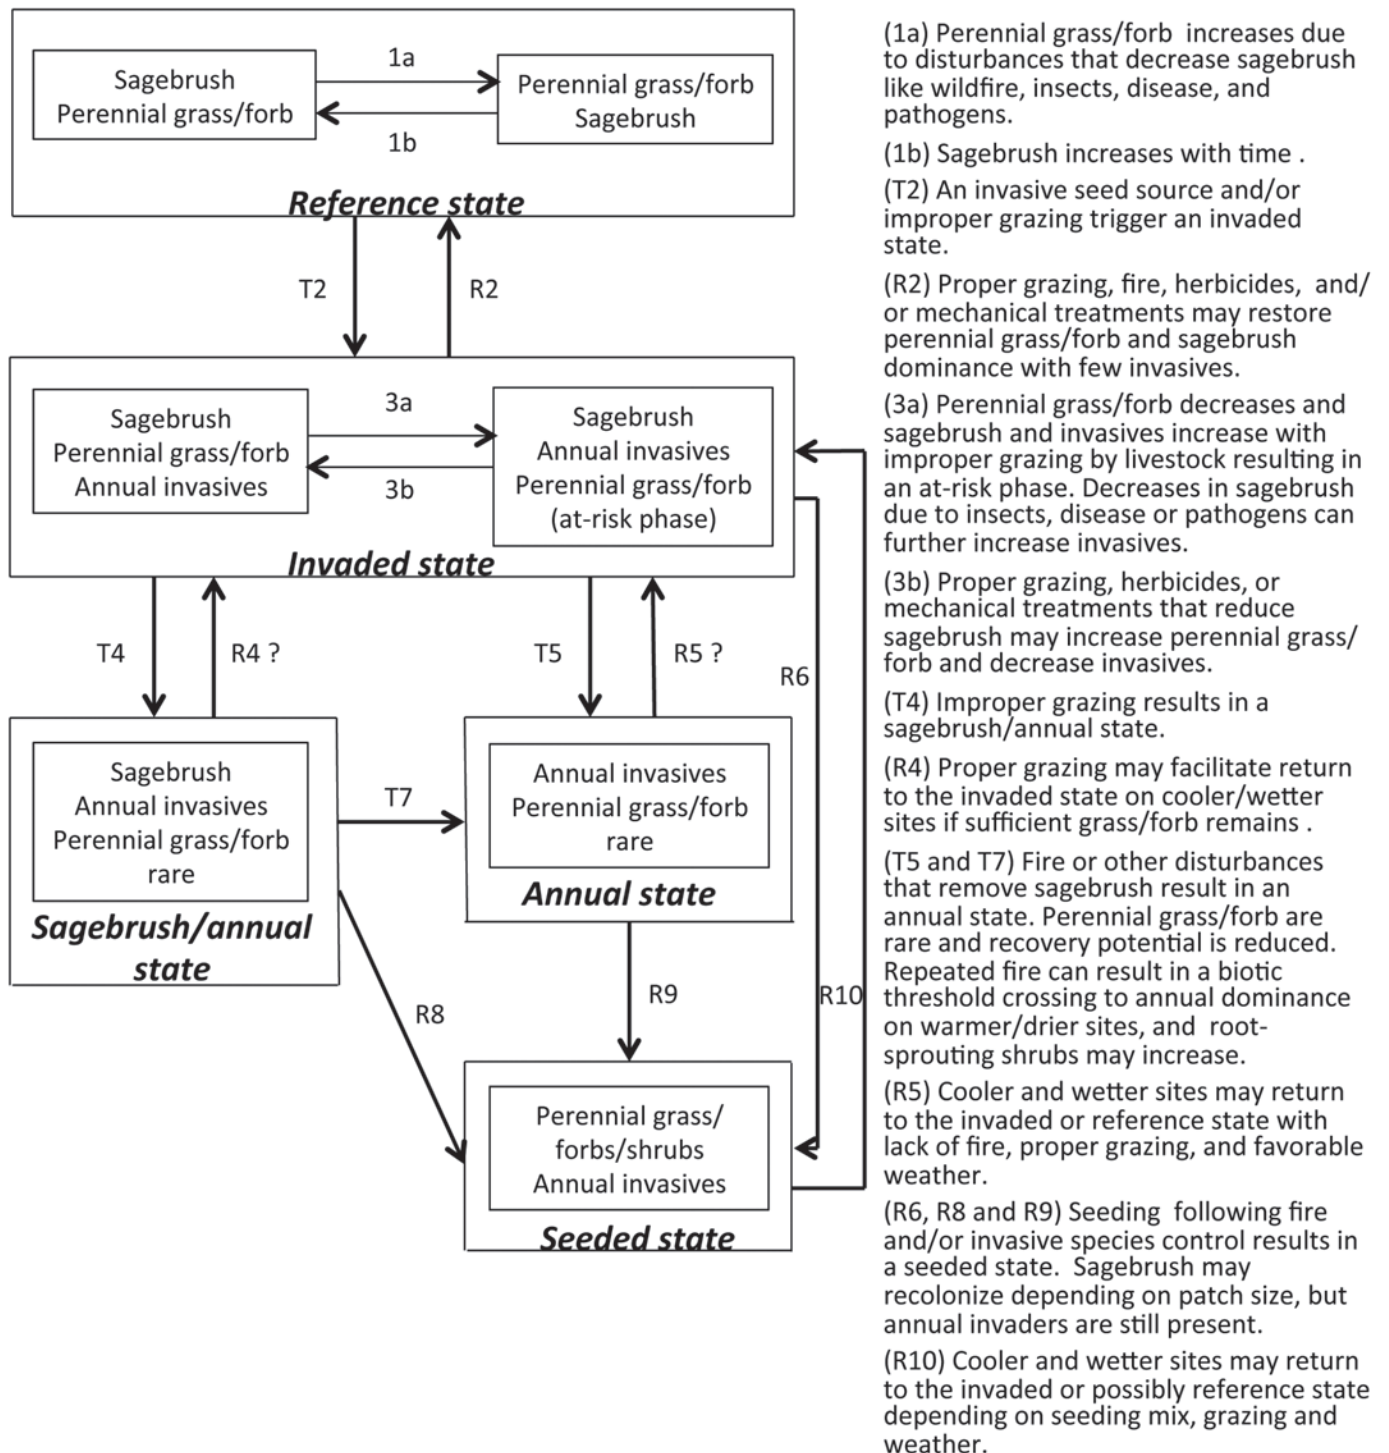 Sagebrush
Perennial grass/forb
1a
1b
Perennial grass/forb
Sagebrush
Reference state
T2
R2
Sagebrush
Perennial grass/forb
Annual invasives
3a
3b
Sagebrush
Annual invasives
Perennial grass/forb
(at-risk phase)
Invaded state
T4
R4 ?
T5
R5 ?
R6
Sagebrush
Annual invasives
Perennial grass/forb
rare
Sagebrush/annual
state
T7
Annual invasives
Perennial grass/forb
rare
Annual state
R8
R9
R10
Perennial grass/
forbs/shrubs
Annual invasives
Seeded state
(1a) Perennial grass/forb increases due
to disturbances that decrease sagebrush
like wildfire, insects, disease, and
pathogens.
(1b) Sagebrush increases with time .
(T2) An invasive seed source and/or
improper grazing trigger an invaded
state.
(R2) Proper grazing, fire, herbicides, and/
or mechanical treatments may restore
perennial grass/forb and sagebrush
dominance with few invasives.
(3a) Perennial grass/forb decreases and
sagebrush and invasives increase with
improper grazing by livestock resulting in
an at-risk phase. Decreases in sagebrush
due to insects, disease or pathogens can
further increase invasives.
(3b) Proper grazing, herbicides, or
mechanical treatments that reduce
sagebrush may increase perennial grass/
forb and decrease invasives.
(T4) Improper grazing results in a
sagebrush/annual state.
(R4) Proper grazing may facilitate return
to the invaded state on cooler/wetter
sites if sufficient grass/forb remains .
(T5 and T7) Fire or other disturbances
that remove sagebrush result in an
annual state. Perennial grass/forb are
rare and recovery potential is reduced.
Repeated fire can result in a biotic
threshold crossing to annual dominance
on warmer/drier sites, and root-
sprouting shrubs may increase.
(R5) Cooler and wetter sites may return
to the invaded or reference state with
lack of fire, proper grazing, and favorable
weather.
(R6, R8 and R9) Seeding following fire
and/or invasive species control results in
a seeded state. Sagebrush may
recolonize depending on patch size, but
annual invaders are still present.
(R10) Cooler and wetter sites may return
to the invaded or possibly reference state
depending on seeding mix, grazing and
weather.